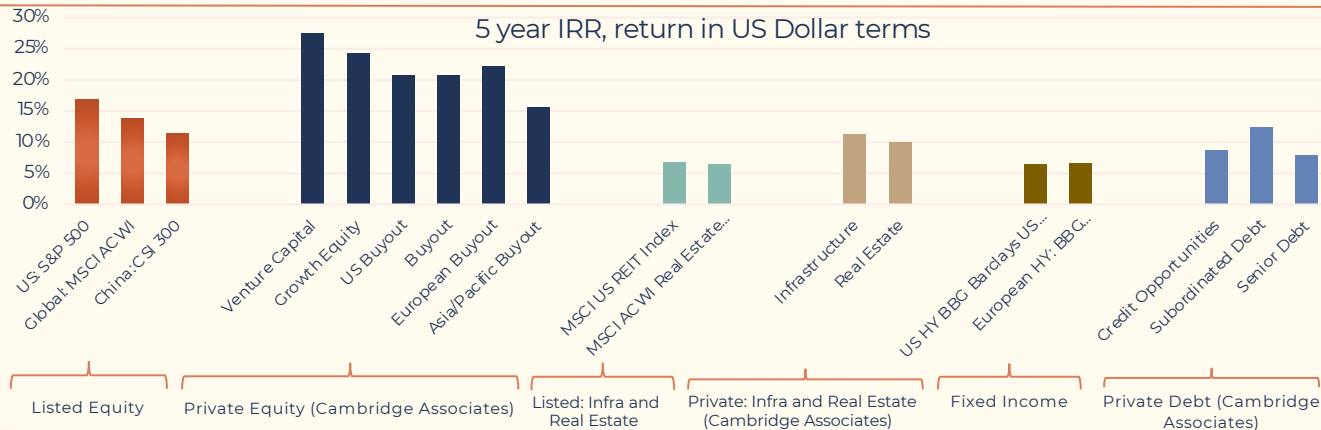 5 year IRR, return in US Dollar terms
30%
25%
20%
15%
10%
5%
0%
US: S&P 500
Global: MSCI ACWI
China:CSI 300
Venture Capital
Growth Equity
US Buyout
Buyout
European Buyout
Asia/Pacific Buyout
MSCI US REIT Index
MSCI ACWI Real Estate...
Infrastructure
Real Estate
US HY BBG Barclays US...
European HY: BBG...
Credit Opportunities
Subordinated Debt
Senior Debt
Listed Equity
Private Equity (Cambridge Associates)
Listed: Infra and
Real Estate
Private: Infra and Real Estate
(Cambridge Associates)
Fixed Income
Private Debt (Cambridge
Associates)